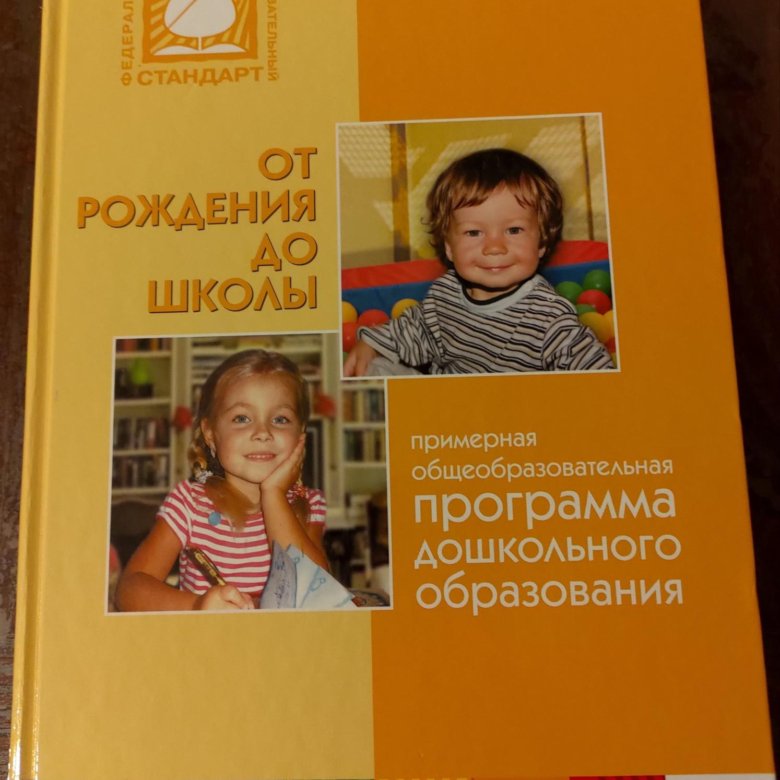 СТАНДАРТ
ОТ
РОЖДЕНИЯ
ДО
ШКОЛЫ
примерная
общеобразовательная
программа
дошкольного
образования